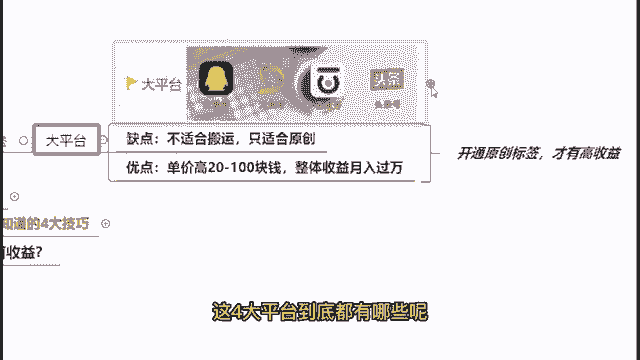 大平台
头条
大平台
缺点：不适合搬运，只适合原创
优点：单价高20-100块钱，整体收益月入过万
开通原创标签，才有高收益
知道的4大技巧
有收益？
这4大平台到底都有哪些呢